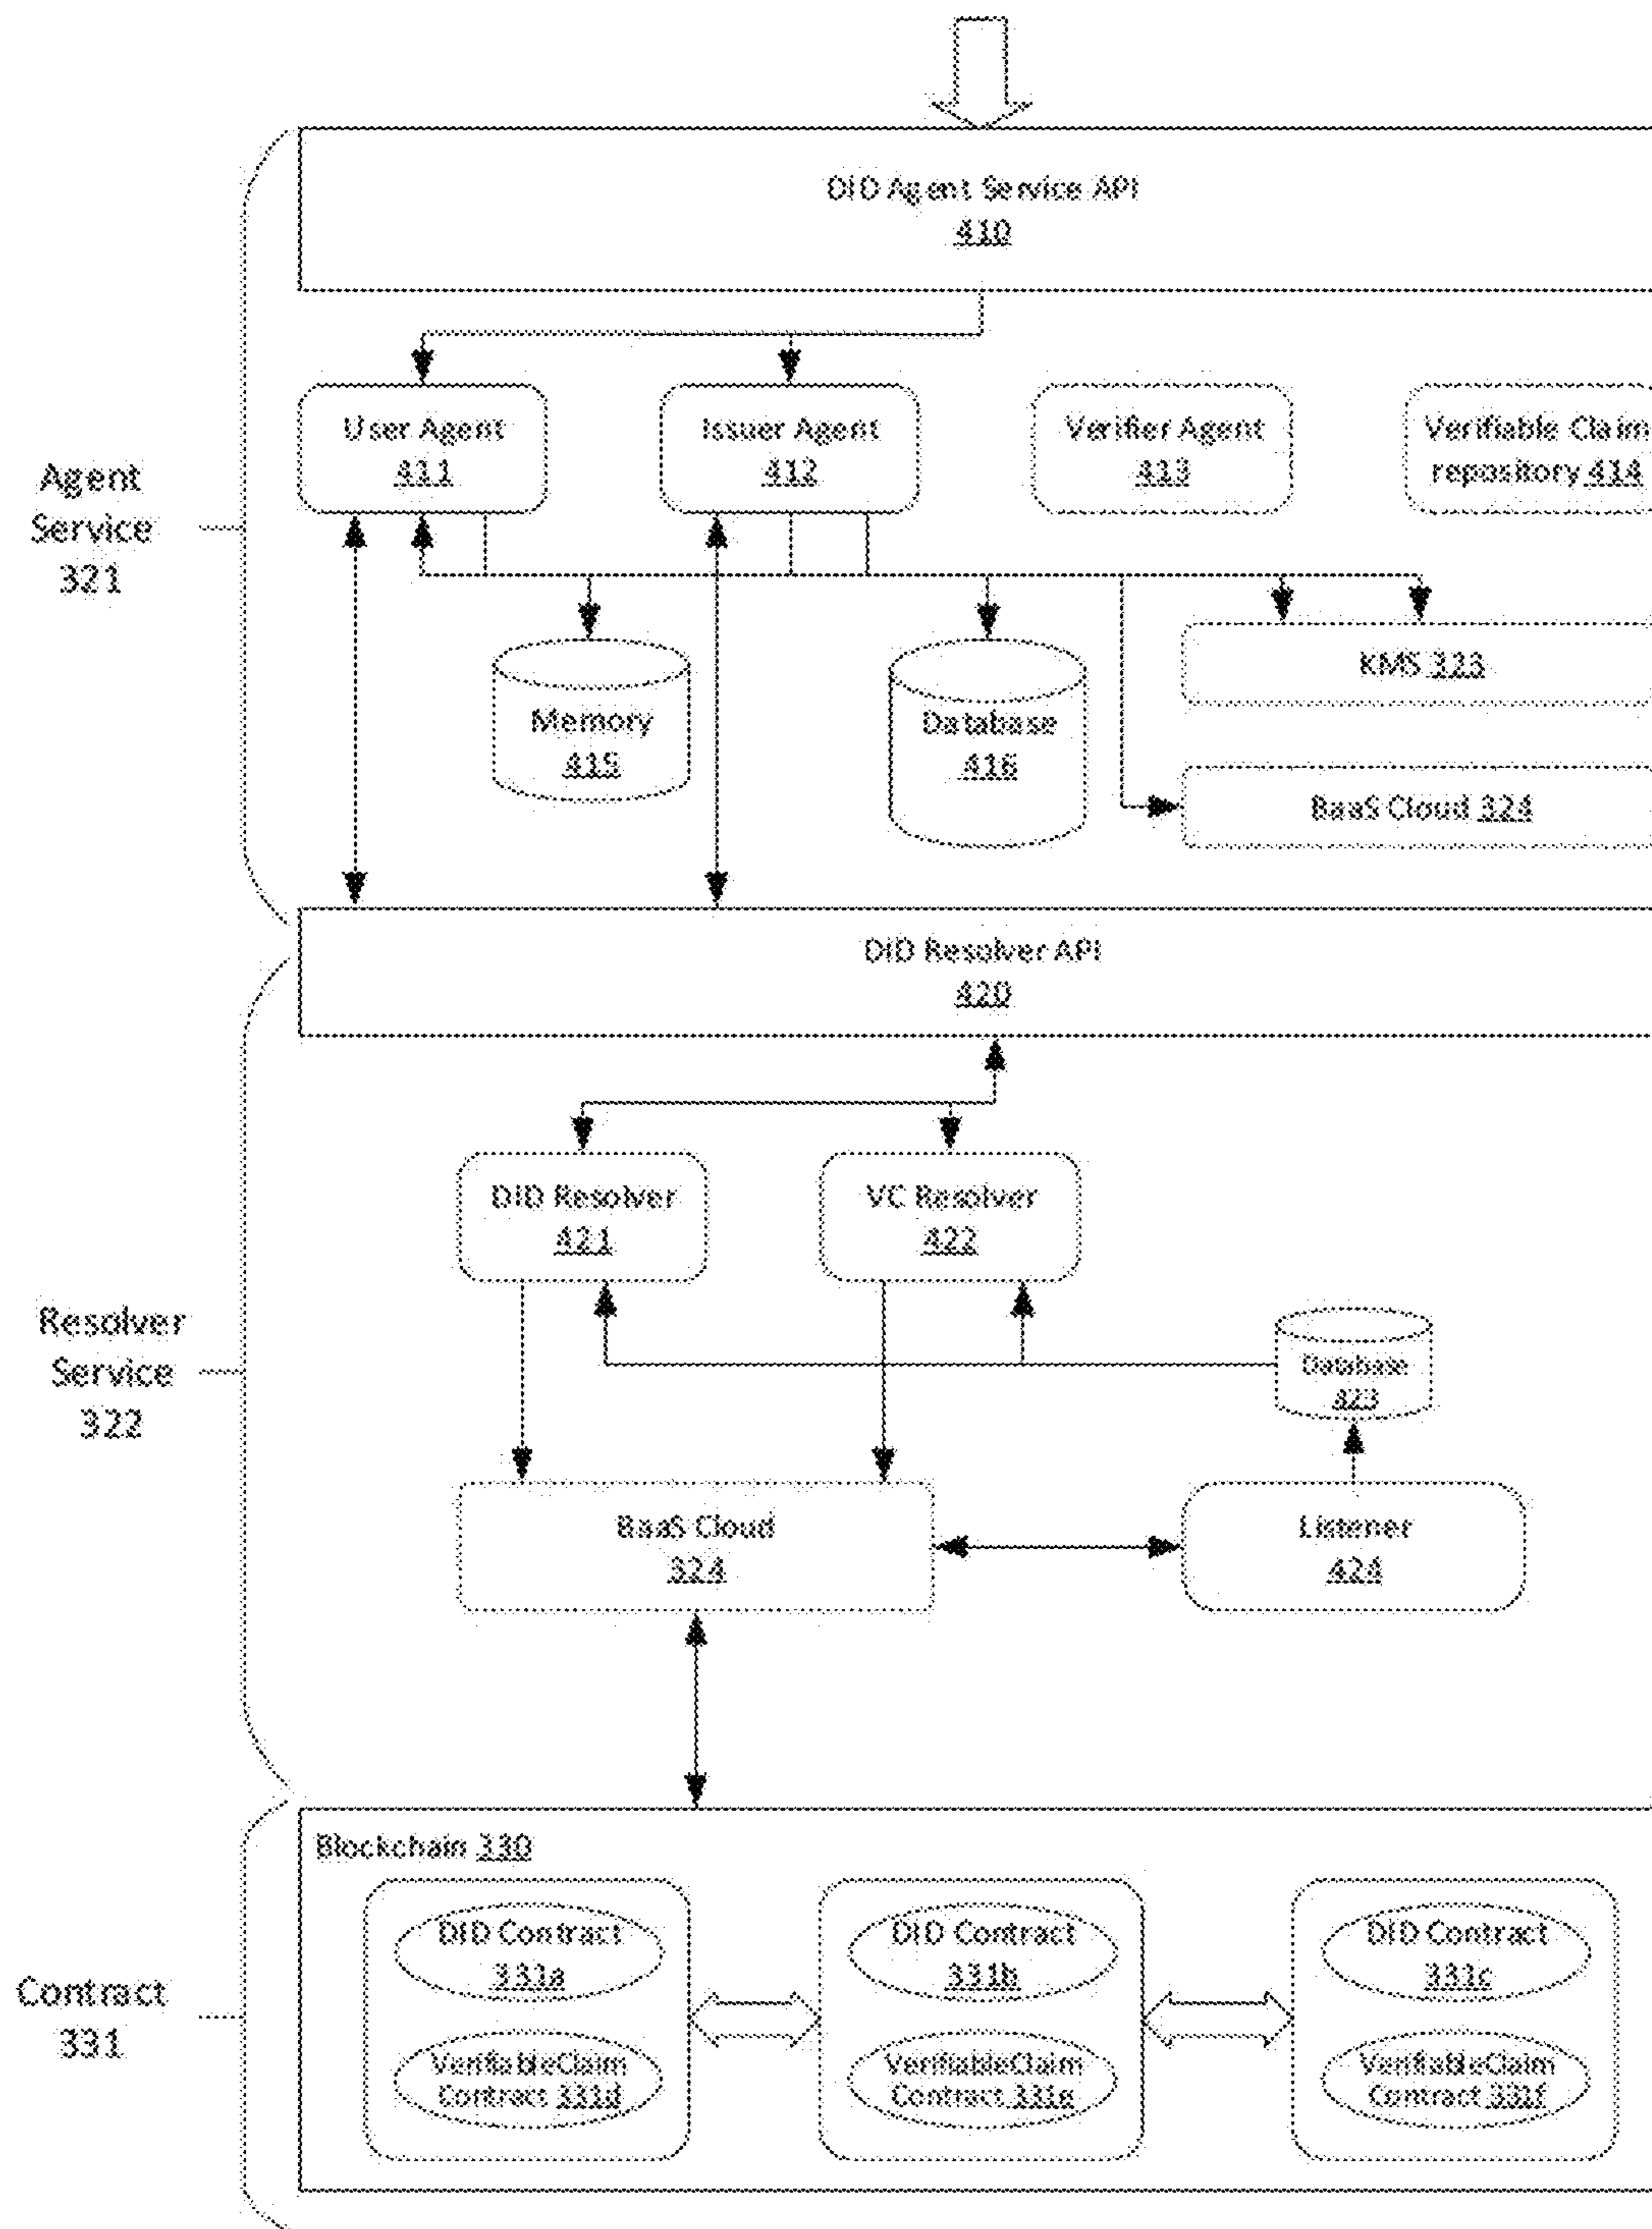 DID Agent Service API
410
User Agent
411
Issuer Agent
412
Verifier Agent
413
Verifiable Claim
repository 414
Agent
Service
321
Memory
415
Database
416
KMS 323
BaaS Cloud 324
DID Resolver API
420
DID Resolver
421
VC Resolver
422
Resolver
Service
322
Database
423
BaaS Cloud
324
Listener
424
Blockchain 330
DID Contract
331a
DID Contract
331b
DID Contract
331c
Contract
331
VerifiableClaim
Contract 331d
VerifiableClaim
Contract 331e
VerifiableClaim
Contract 331f